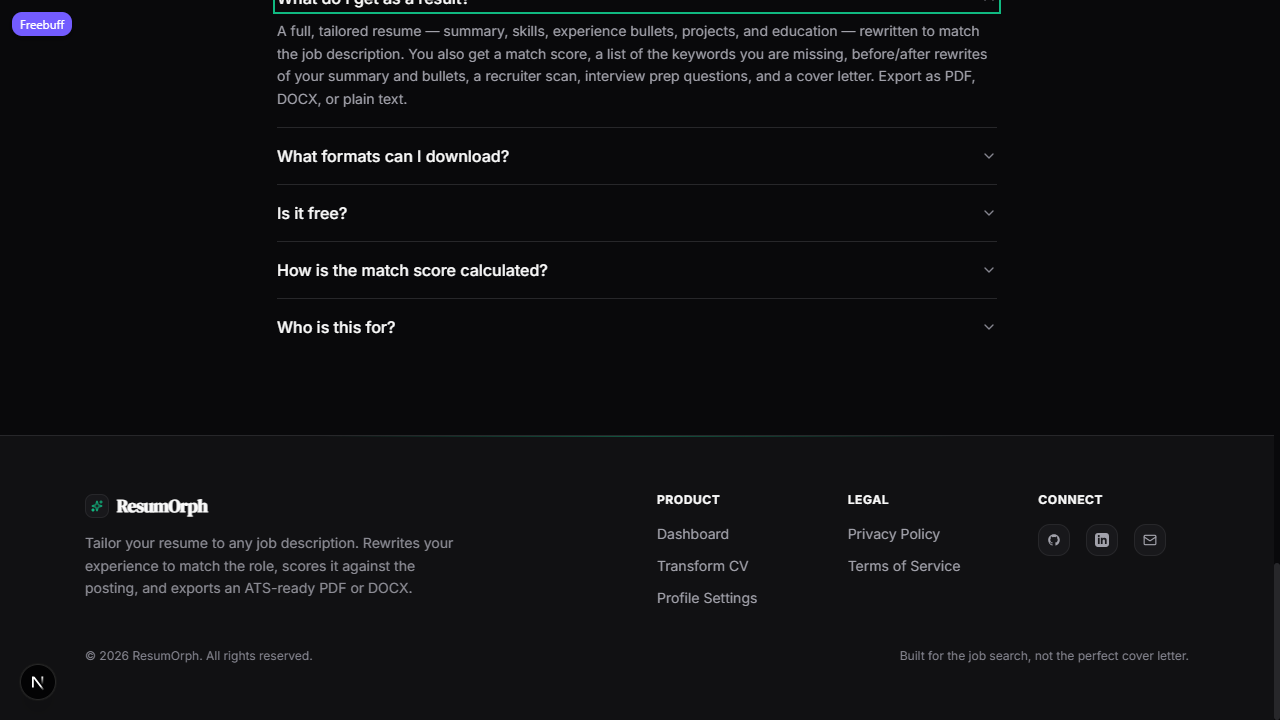 Freebuff
What do I get as a result?
A full, tailored resume — summary, skills, experience bullets, projects, and education — rewritten to match
the job description. You also get a match score, a list of the keywords you are missing, before/after rewrites
of your summary and bullets, a recruiter scan, interview prep questions, and a cover letter. Export as PDF,
DOCX, or plain text.
What formats can I download?
Is it free?
How is the match score calculated?
Who is this for?
ResumOrph
Tailor your resume to any job description. Rewrites your
experience to match the role, scores it against the
posting, and exports an ATS-ready PDF or DOCX.
PRODUCT
Dashboard
Transform CV
Profile Settings
LEGAL
Privacy Policy
Terms of Service
CONNECT
© 2026 ResumOrph. All rights reserved.
Built for the job search, not the perfect cover letter.